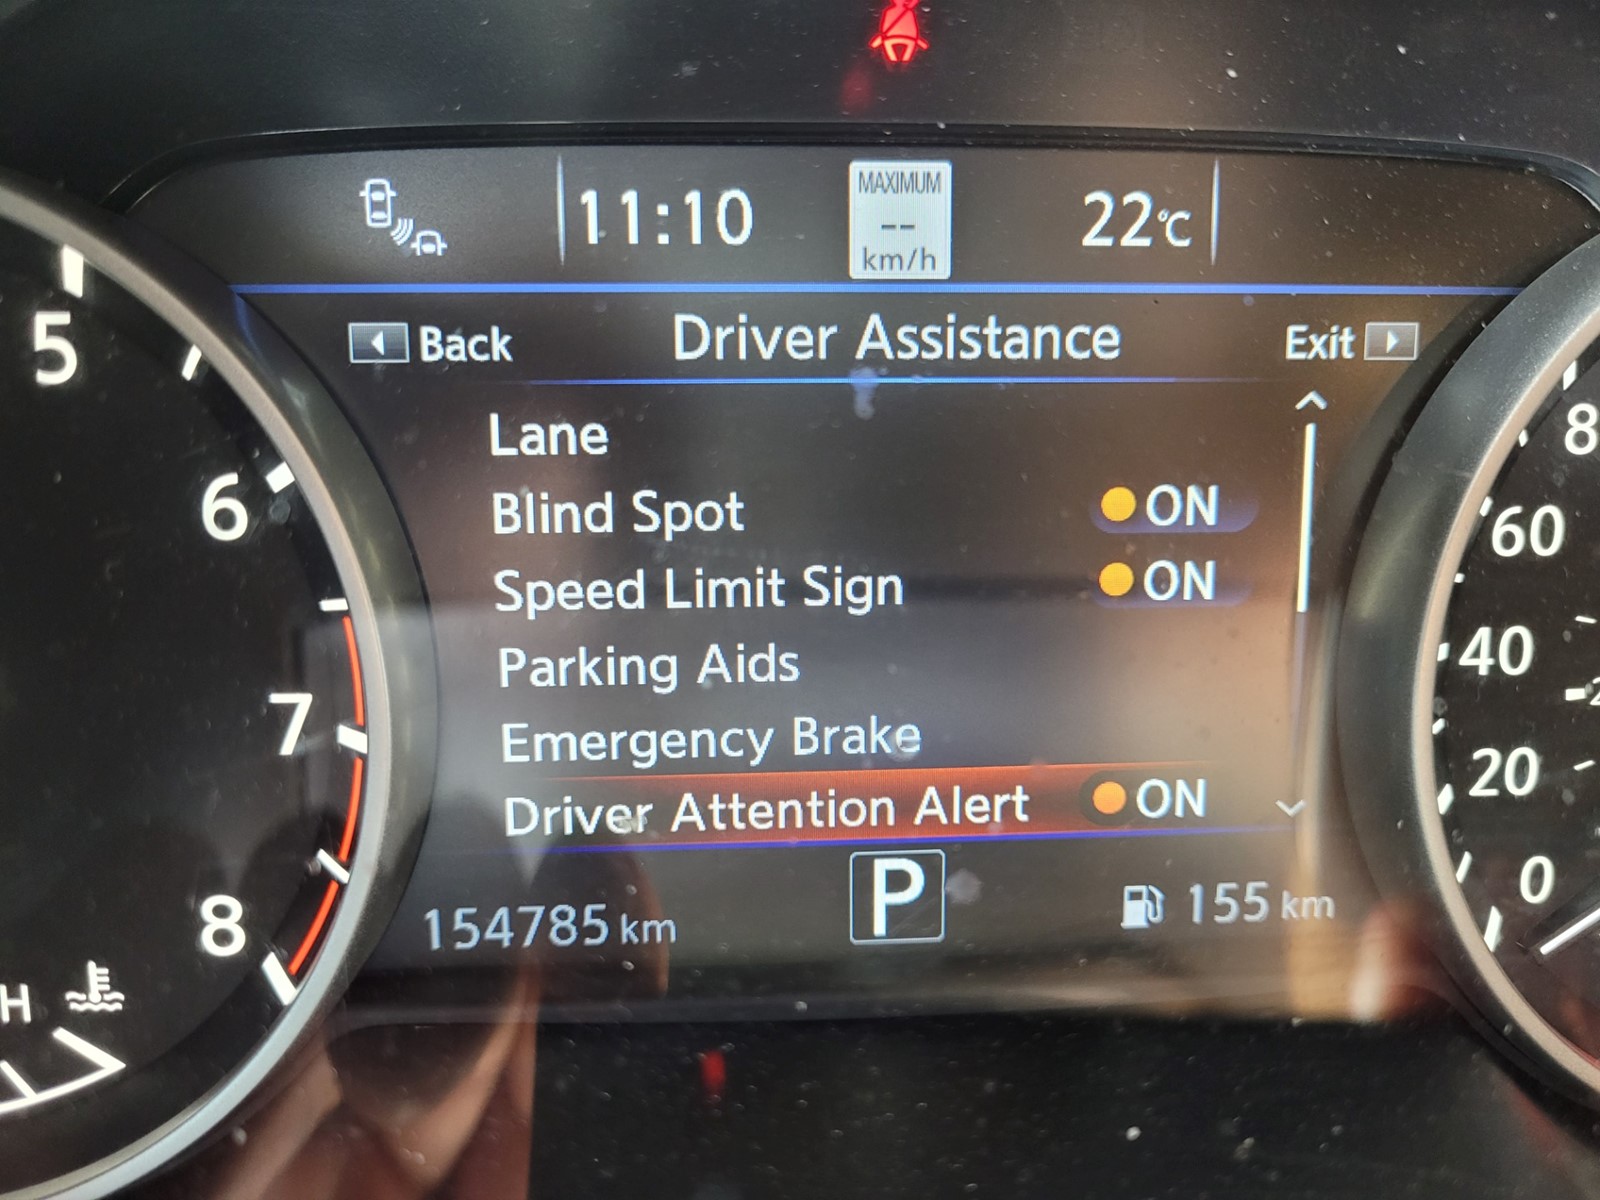 11:10
MAXIMUM
--
km/h
22°C
Back
Driver Assistance
Exit
Lane
Blind Spot ON
Speed Limit Sign ON
Parking Aids
Emergency Brake
Driver Attention Alert ON
154785 km
P
155 km
5
6
7
8
H
60
40
20
0